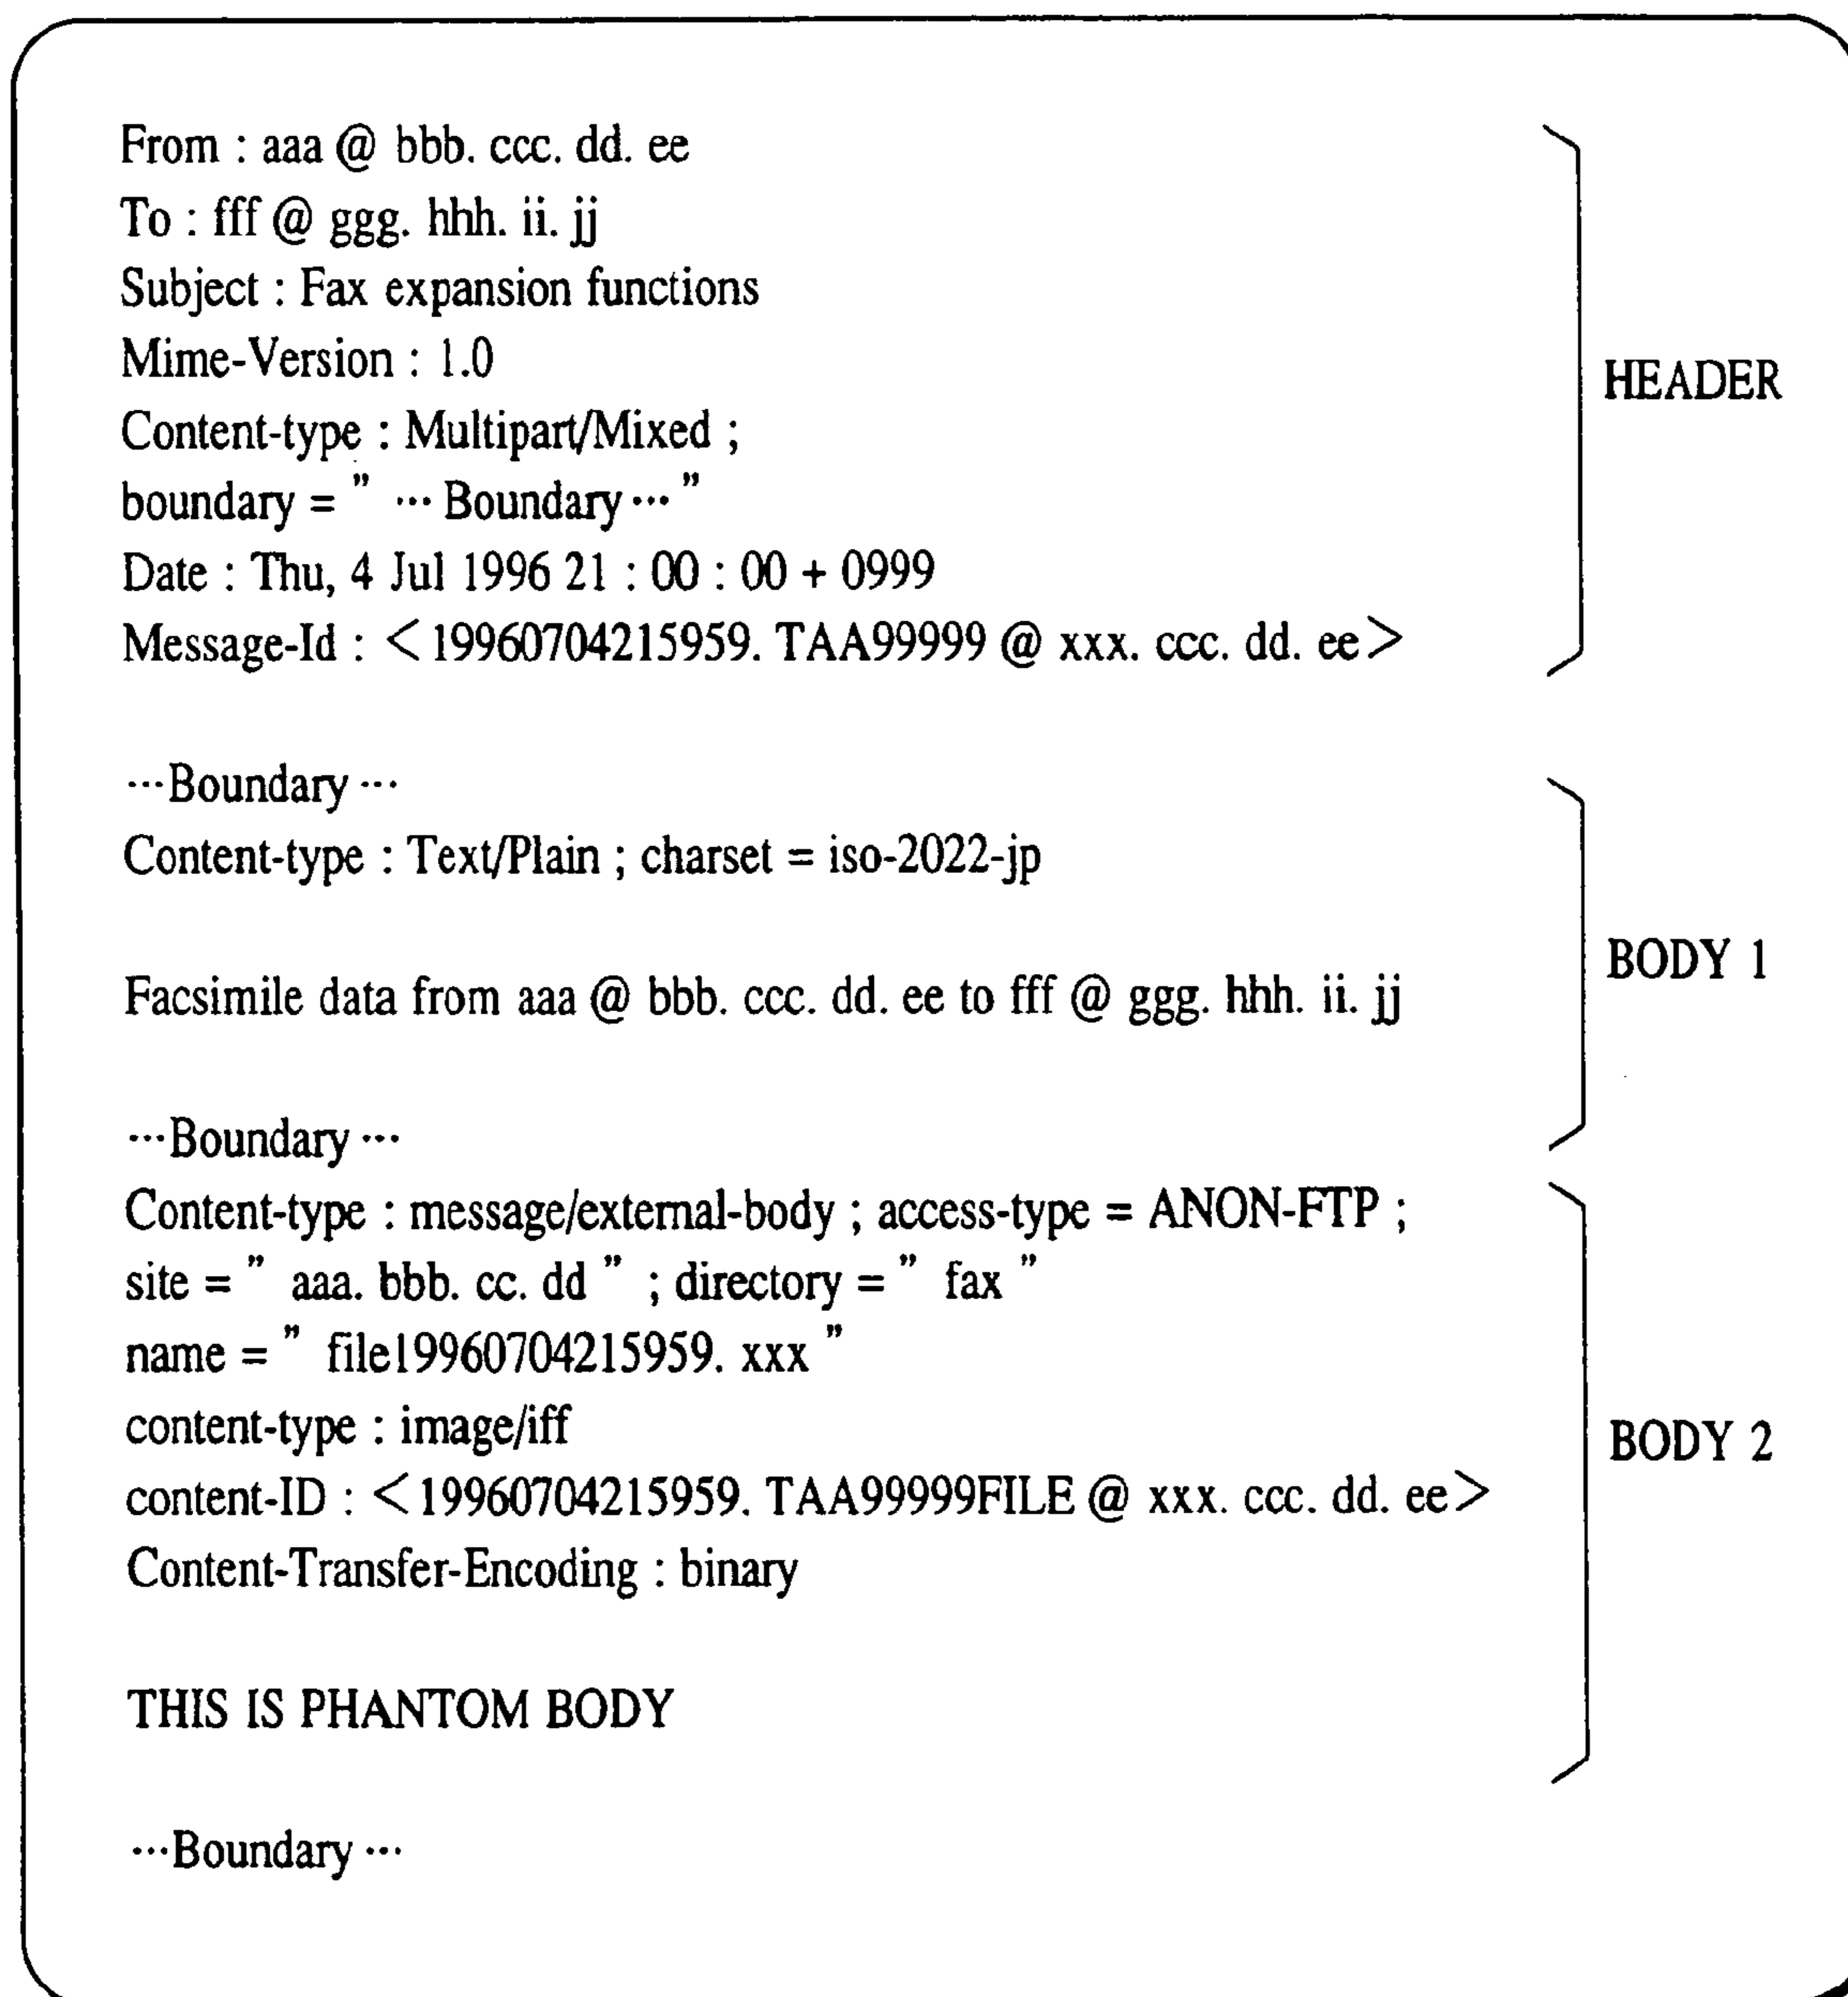 From : aaa @ bbb. ccc. dd. ee
To : fff @ ggg. hhh. ii. jj
Subject : Fax expansion functions
Mime-Version : 1.0
Content-type : Multipart/Mixed ;
boundary = ” ··· Boundary ··· ”
Date : Thu, 4 Jul 1996 21 : 00 : 00 + 0999
Message-Id : <19960704215959. TAA99999 @ xxx. ccc. dd. ee>
HEADER
···Boundary ···
Content-type : Text/Plain ; charset = iso-2022-jp
Facsimile data from aaa @ bbb. ccc. dd. ee to fff @ ggg. hhh. ii. jj
BODY 1
···Boundary ···
Content-type : message/external-body ; access-type = ANON-FTP ;
site = ” aaa. bbb. cc. dd ” ; directory = ” fax ”
name = ” file19960704215959. xxx ”
content-type : image/iff
content-ID : <19960704215959. TAA99999FILE @ xxx. ccc. dd. ee>
Content-Transfer-Encoding : binary
THIS IS PHANTOM BODY
BODY 2
···Boundary ···